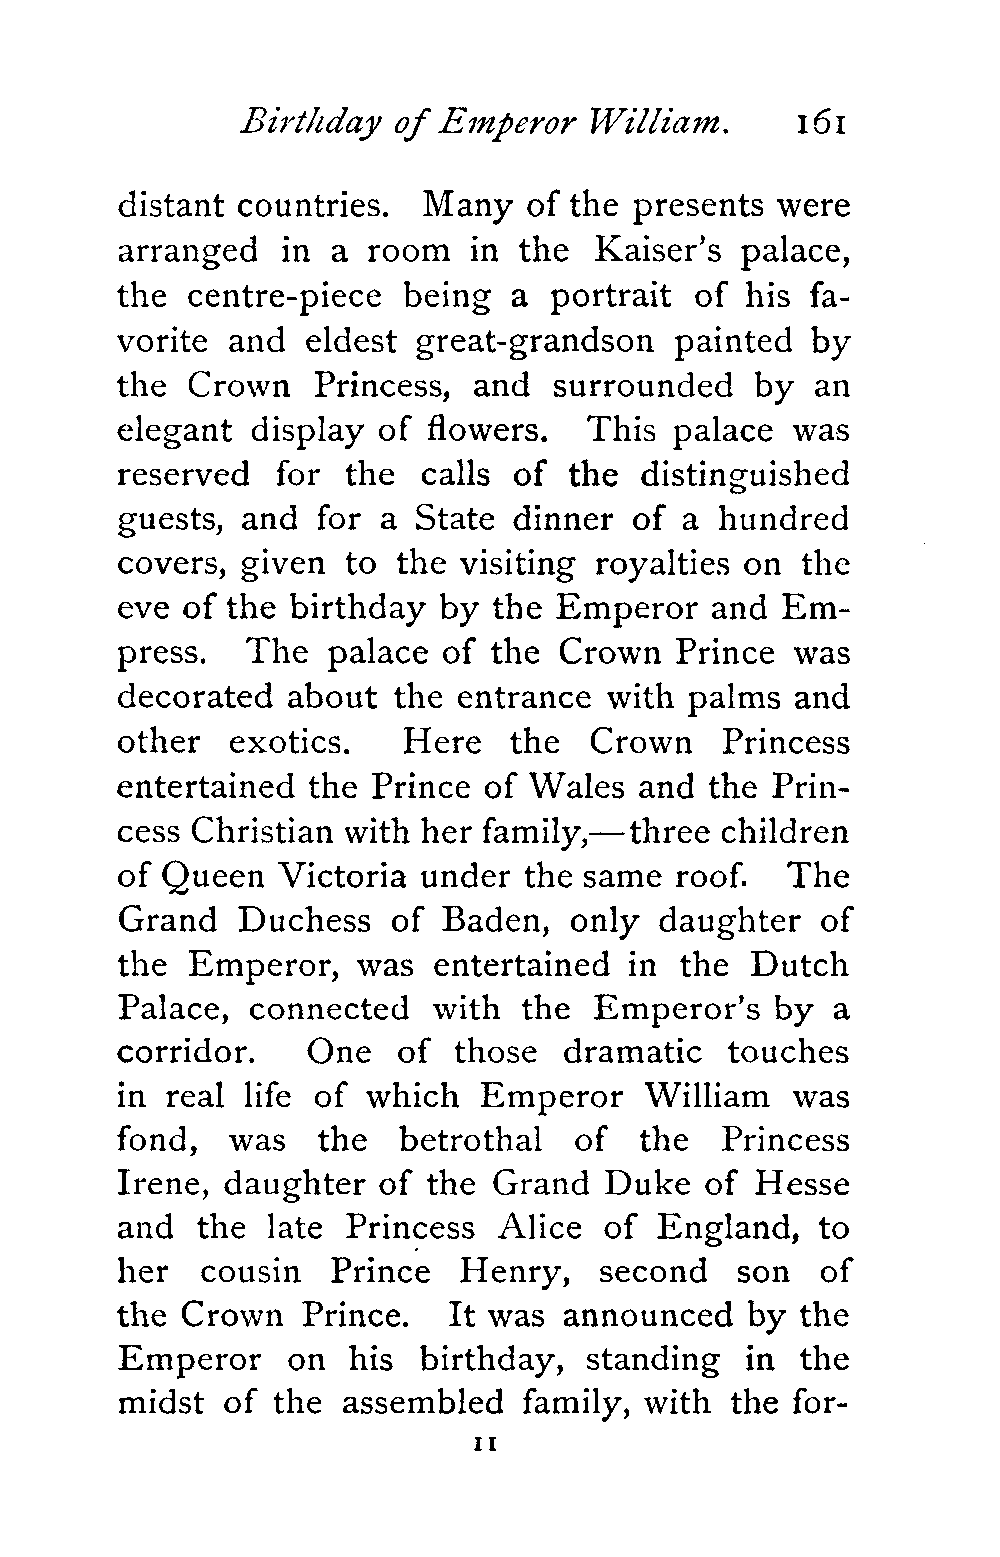 Birthday of Emperor William. 161
distant countries. Many of the presents were
arranged in a room in the Kaiser's palace,
the centre-piece being a portrait of his fa-
vorite and eldest great-grandson painted by
the Crown Princess, and surrounded by an
elegant display of flowers. This palace was
reserved for the calls of the distinguished
guests, and for a State dinner of a hundred
covers, given to the visiting royalties on the
eve of the birthday by the Emperor and Em-
press. The palace of the Crown Prince was
decorated about the entrance with palms and
other exotics. Here the Crown Princess
entertained the Prince of Wales and the Prin-
cess Christian with her family,—three children
of Queen Victoria under the same roof. The
Grand Duchess of Baden, only daughter of
the Emperor, was entertained in the Dutch
Palace, connected with the Emperor's by a
corridor. One of those dramatic touches
in real life of which Emperor William was
fond, was the betrothal of the Princess
Irene, daughter of the Grand Duke of Hesse
and the late Princess Alice of England, to
her cousin Prince Henry, second son of
the Crown Prince. It was announced by the
Emperor on his birthday, standing in the
midst of the assembled family, with the for-
11